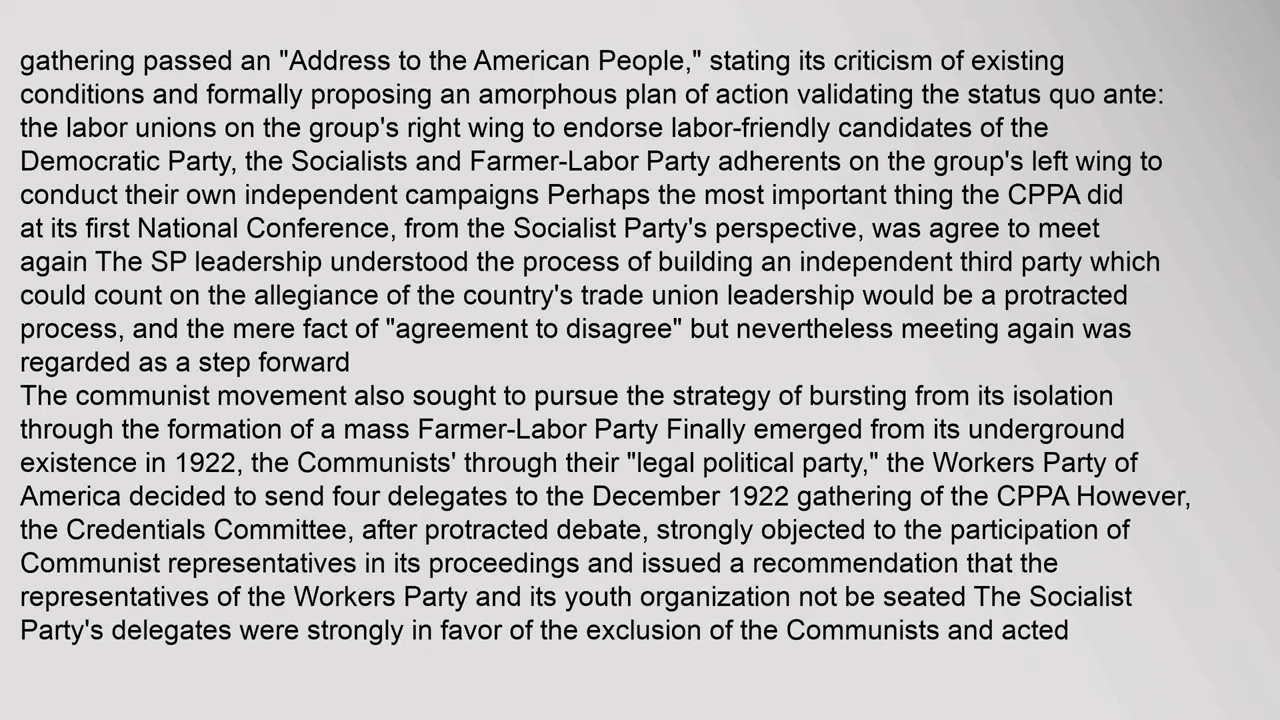 gathering passed an "Address to the American People," stating its criticism of existing
conditions and formally proposing an amorphous plan of action validating the status quo ante:
the labor unions on the group's right wing to endorse labor-friendly candidates of the
Democratic Party, the Socialists and Farmer-Labor Party adherents on the group's left wing to
conduct their own independent campaigns Perhaps the most important thing the CPPA did
at its first National Conference, from the Socialist Party's perspective, was agree to meet
again The SP leadership understood the process of building an independent third party which
could count on the allegiance of the country's trade union leadership would be a protracted
process, and the mere fact of "agreement to disagree" but nevertheless meeting again was
regarded as a step forward
The communist movement also sought to pursue the strategy of bursting from its isolation
through the formation of a mass Farmer-Labor Party Finally emerged from its underground
existence in 1922, the Communists' through their "legal political party," the Workers Party of
America decided to send four delegates to the December 1922 gathering of the CPPA However,
the Credentials Committee, after protracted debate, strongly objected to the participation of
Communist representatives in its proceedings and issued a recommendation that the
representatives of the Workers Party and its youth organization not be seated The Socialist
Party's delegates were strongly in favor of the exclusion of the Communists and acted